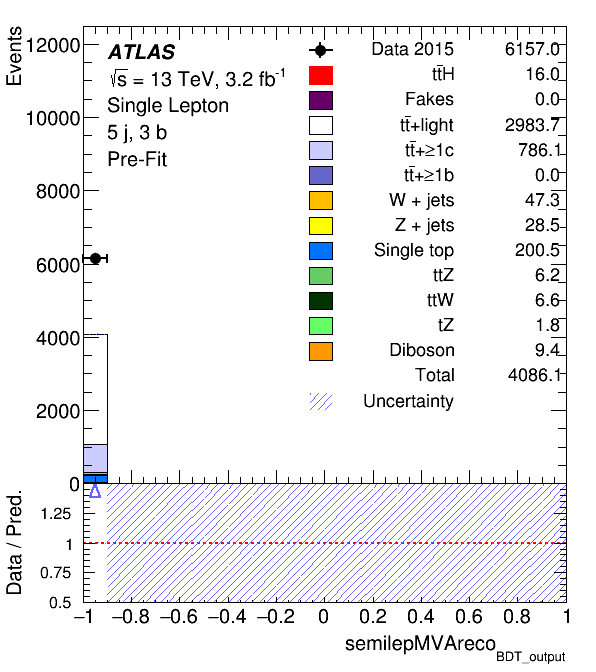 Events
12000
10000
8000
6000
4000
2000
0
ATLAS
√s = 13 TeV, 3.2 fb⁻¹
Single Lepton
5 j, 3 b
Pre-Fit
Data 2015 6157.0
tt̄H 16.0
Fakes 0.0
tt̄+light 2983.7
tt̄+≥1c 786.1
tt̄+≥1b 0.0
W + jets 47.3
Z + jets 28.5
Single top 200.5
ttZ 6.2
ttW 6.6
tZ 1.8
Diboson 9.4
Total 4086.1
Uncertainty
Data / Pred.
1.25
1
0.75
0.5
−1 −0.8 −0.6 −0.4 −0.2 0 0.2 0.4 0.6 0.8 1
semilepMVAreco_BDT_output